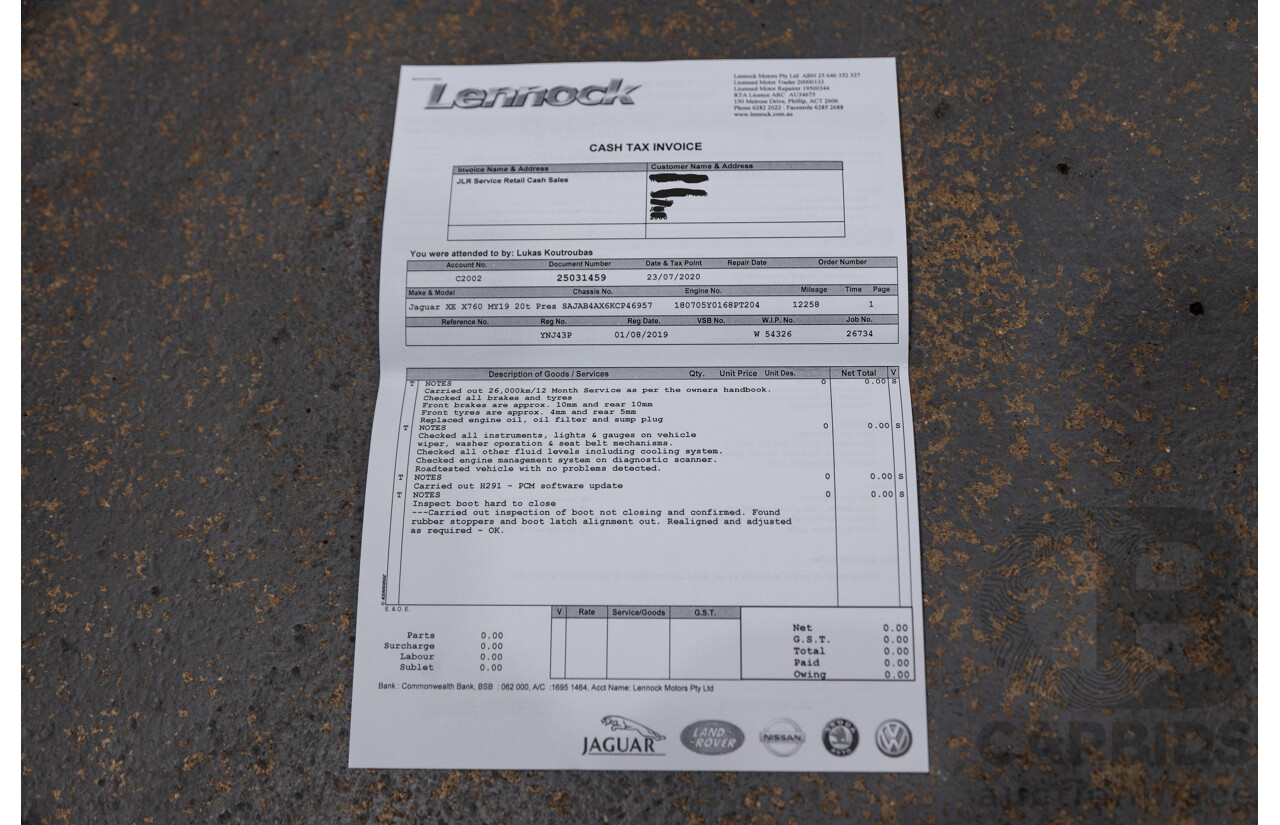 Lennock
Lennock Motors Pty Ltd ABN 25 646 352 527
Licensed Motor Trader 20000133
Licensed Motor Repairer 19500344
RTA Licence ARC AU34675
150 Melrose Drive, Phillip, ACT 2606
Phone 6282 2022 : Facsimile 6285 2688
www.lennock.com.au
CASH TAX INVOICE
Invoice Name & Address Customer Name & Address
JLR Service Retail Cash Sales
You were attended to by: Lukas Koutroubas
Account No. Document Number Date & Tax Point Repair Date Order Number
C2002 25031459 23/07/2020
Make & Model Chassis No. Engine No. Mileage Time Page
Jaguar XE X760 MY19 20t Pres SAJAB4AX6KCP46957 180705Y0168PT204 12258 1
Reference No. Reg No. Reg Date. VSB No. W.I.P. No. Job No.
YNJ43P 01/08/2019 W 54326 26734
Description of Goods / Services Qty. Unit Price Unit Des. Net Total V
T NOTES 0 0.00 S
Carried out 26,000km/12 Month Service as per the owners handbook.
Checked all brakes and tyres
Front brakes are approx. 10mm and rear 10mm
Front tyres are approx. 4mm and rear 5mm
Replaced engine oil, oil filter and sump plug
T NOTES 0 0.00 S
Checked all instruments, lights & gauges on vehicle
wiper, washer operation & seat belt mechanisms.
Checked all other fluid levels including cooling system.
Checked engine management system on diagnostic scanner.
Roadtested vehicle with no problems detected.
T NOTES 0 0.00 S
Carried out H291 - PCM software update
T NOTES 0 0.00 S
Inspect boot hard to close
---Carried out inspection of boot not closing and confirmed. Found
rubber stoppers and boot latch alignment out. Realigned and adjusted
as required - OK.
E. & O. E.
V Rate Service/Goods G.S.T.
Parts 0.00
Surcharge 0.00
Labour 0.00
Sublet 0.00
Net 0.00
G.S.T. 0.00
Total 0.00
Paid 0.00
Owing 0.00
Bank : Commonwealth Bank, BSB : 062 000, A/C :1695 1464, Acct Name: Lennock Motors Pty Ltd
JAGUAR LAND ROVER NISSAN SKODA AUTO VW